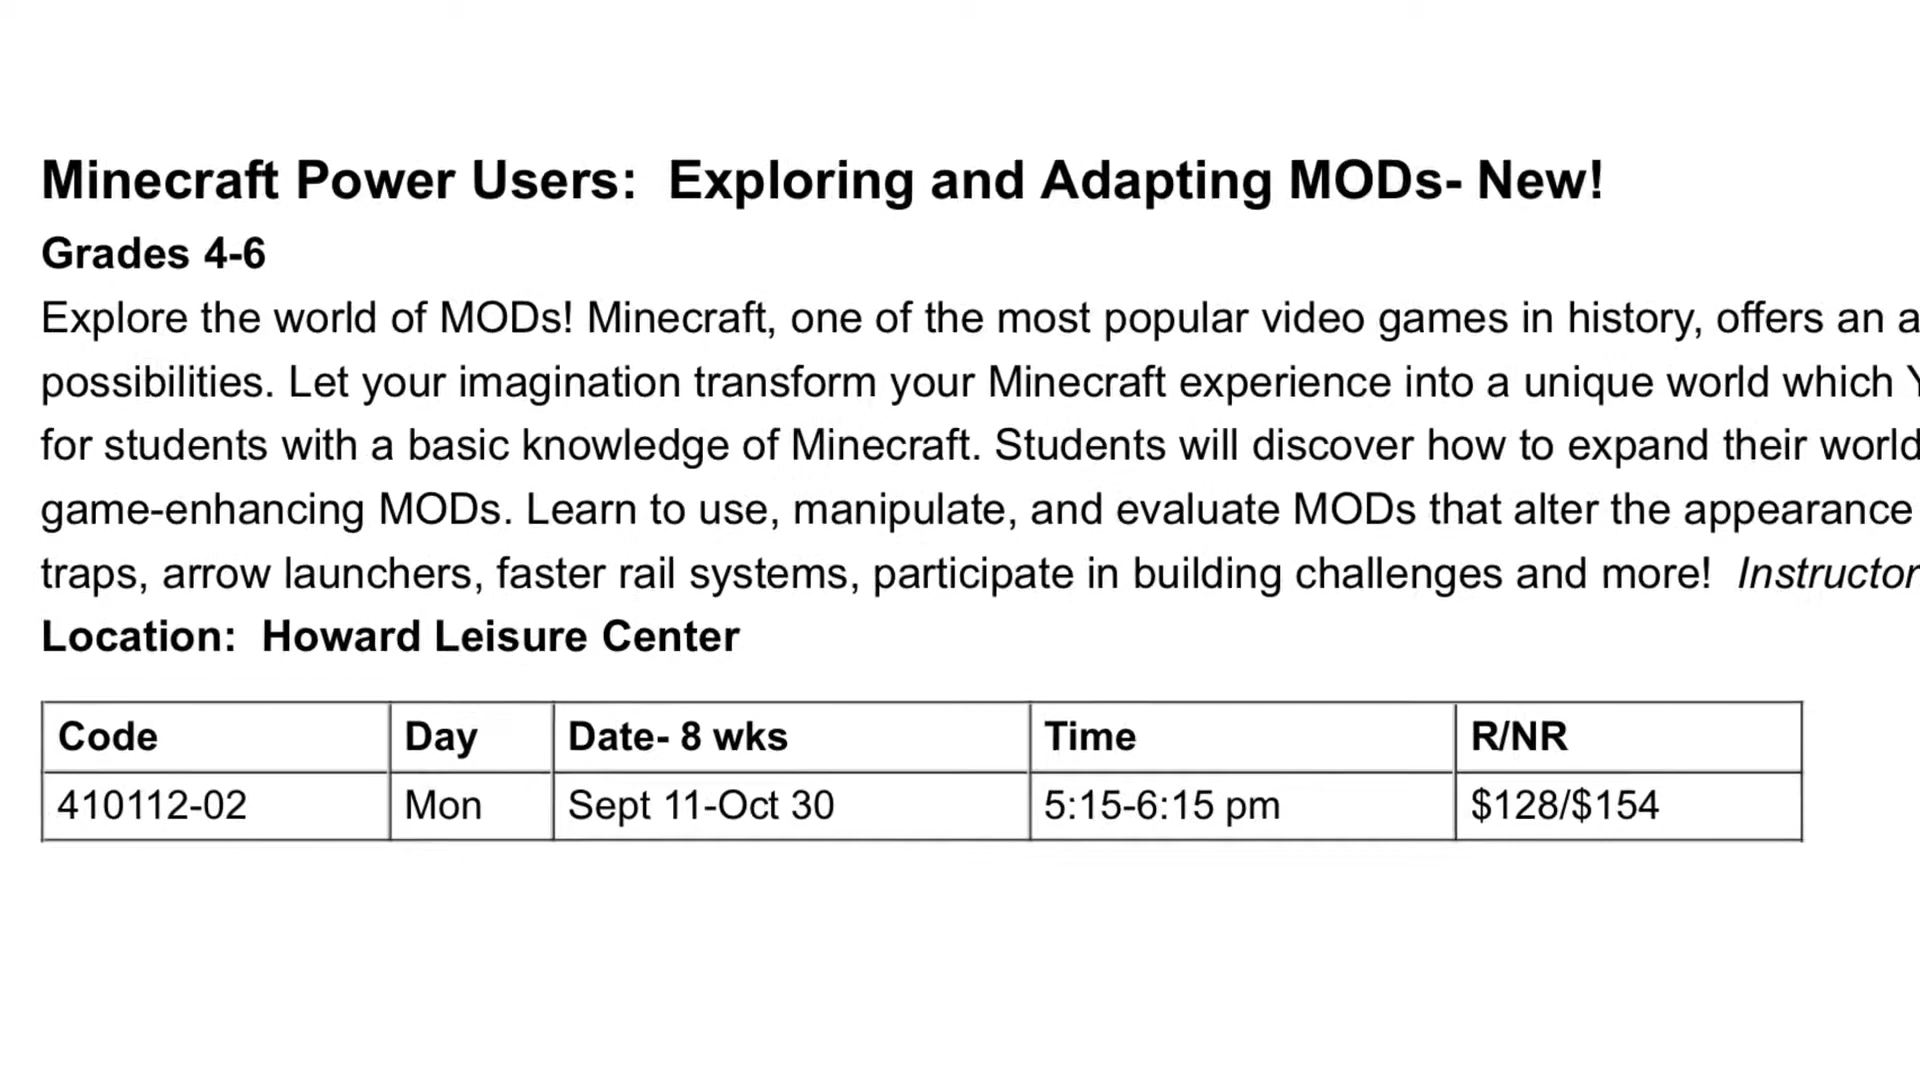 Minecraft Power Users:  Exploring and Adapting MODs- New!
Grades 4-6
Explore the world of MODs! Minecraft, one of the most popular video games in history, offers an a
possibilities. Let your imagination transform your Minecraft experience into a unique world which
for students with a basic knowledge of Minecraft. Students will discover how to expand their world
game-enhancing MODs. Learn to use, manipulate, and evaluate MODs that alter the appearance
traps, arrow launchers, faster rail systems, participate in building challenges and more!  Instructor
Location:  Howard Leisure Center
Code Day Date- 8 wks Time R/NR
410112-02 Mon Sept 11-Oct 30 5:15-6:15 pm $128/$154